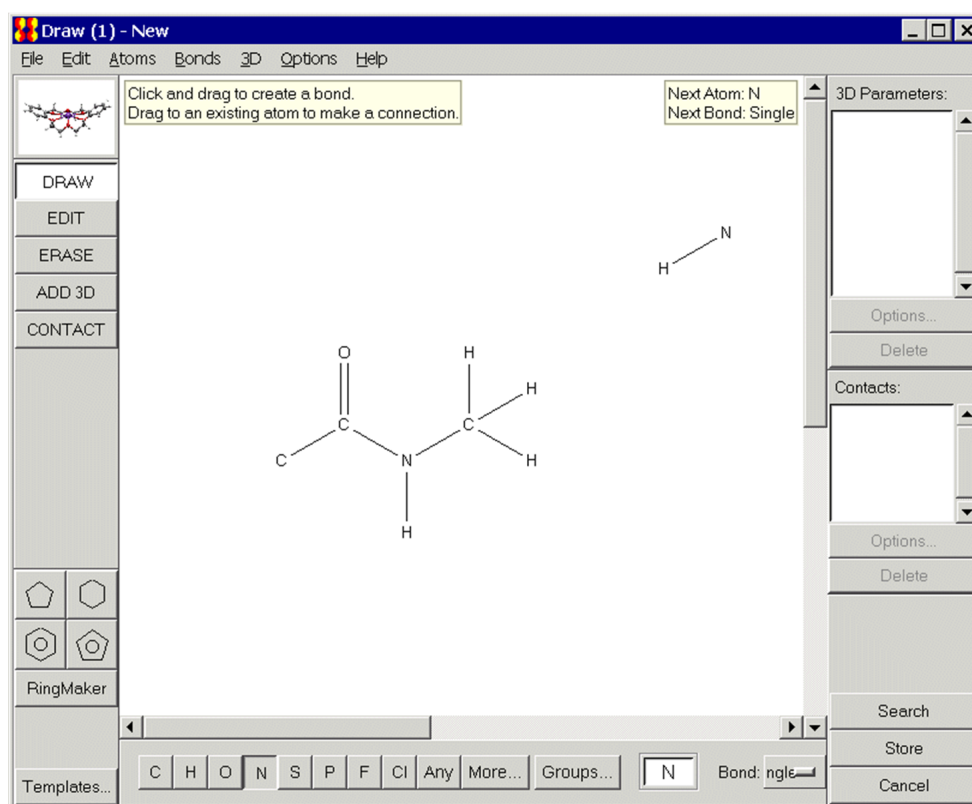 Draw (1) - New
File Edit Atoms Bonds 3D Options Help
Click and drag to create a bond.
Drag to an existing atom to make a connection.
Next Atom: N
Next Bond: Single
3D Parameters:
DRAW
EDIT
ERASE
ADD 3D
CONTACT
N
H
Options...
Delete
O
H
H
Contacts:
C
C
C
N
H
H
Options...
Delete
RingMaker
Templates...
C H O N S P F Cl Any More... Groups... N Bond: ngle
Search
Store
Cancel